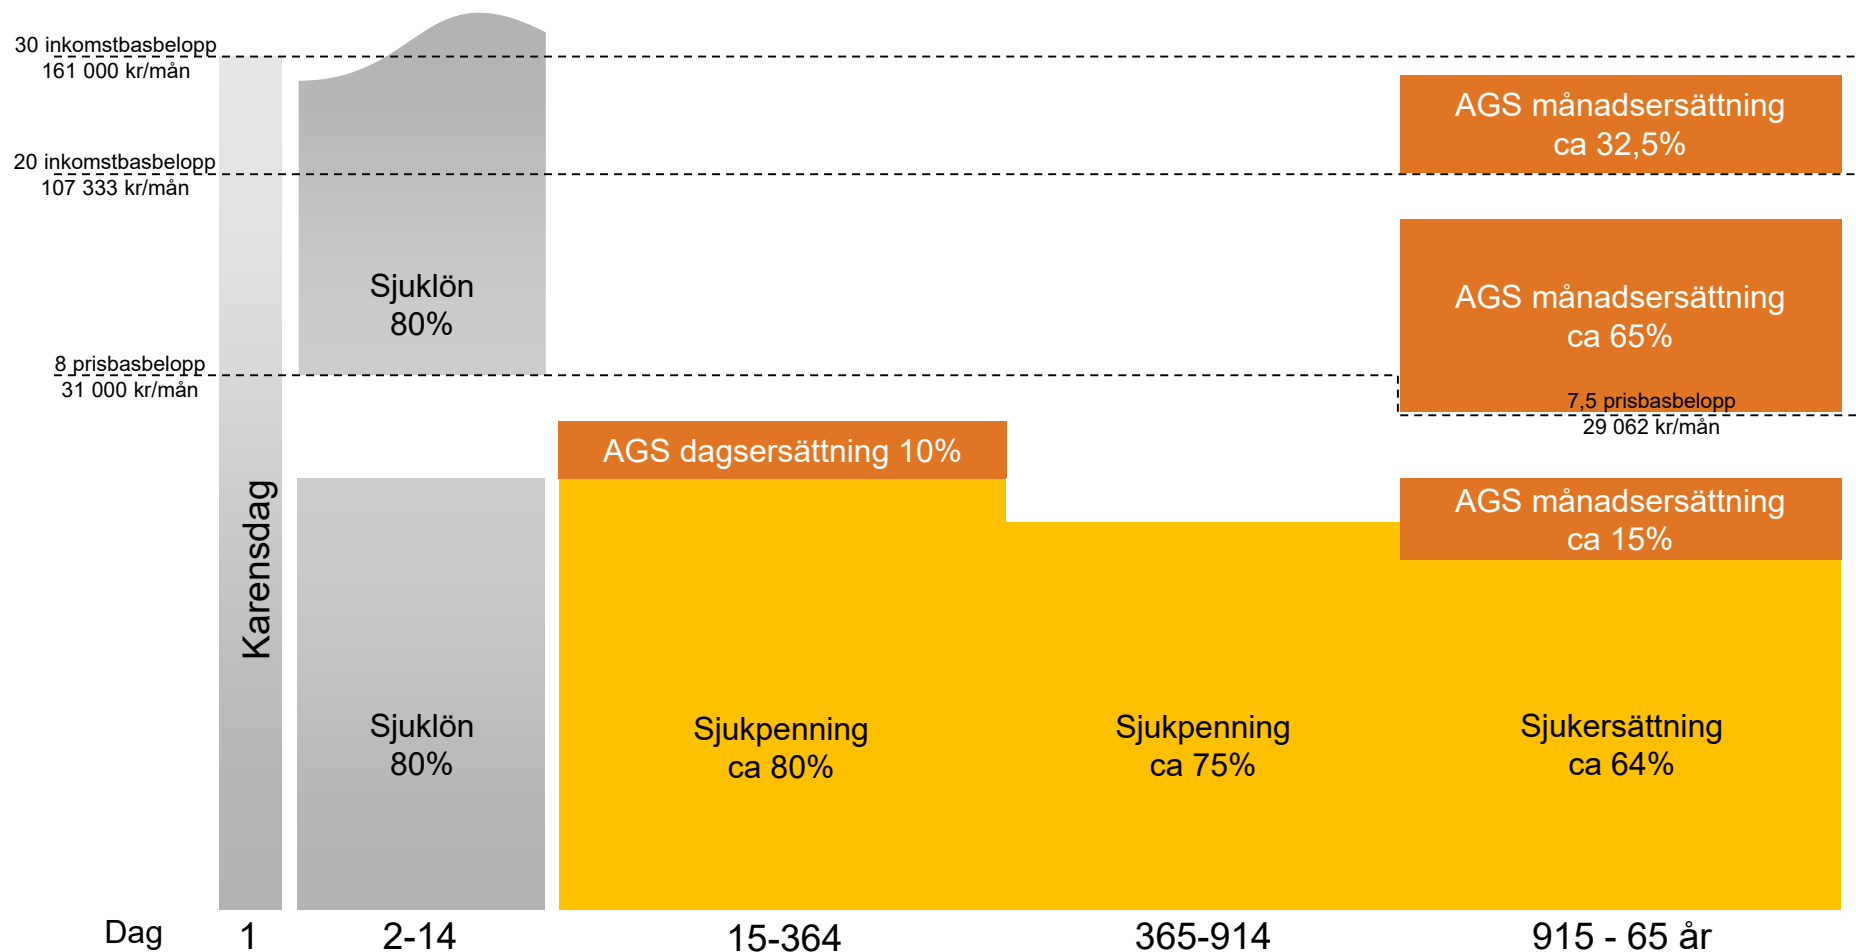 30 inkomstbasbelopp
161 000 kr/mån
20 inkomstbasbelopp
107 333 kr/mån
8 prisbasbelopp
31 000 kr/mån
Karensdag
Sjuklön
80%
Sjuklön
80%
AGS dagsersättning 10%
Sjukpenning
ca 80%
Sjukpenning
ca 75%
AGS månadsersättning
ca 32,5%
AGS månadsersättning
ca 65%
7,5 prisbasbelopp
29 062 kr/mån
AGS månadsersättning
ca 15%
Sjukersättning
ca 64%
Dag 1 2-14 15-364 365-914 915 - 65 år